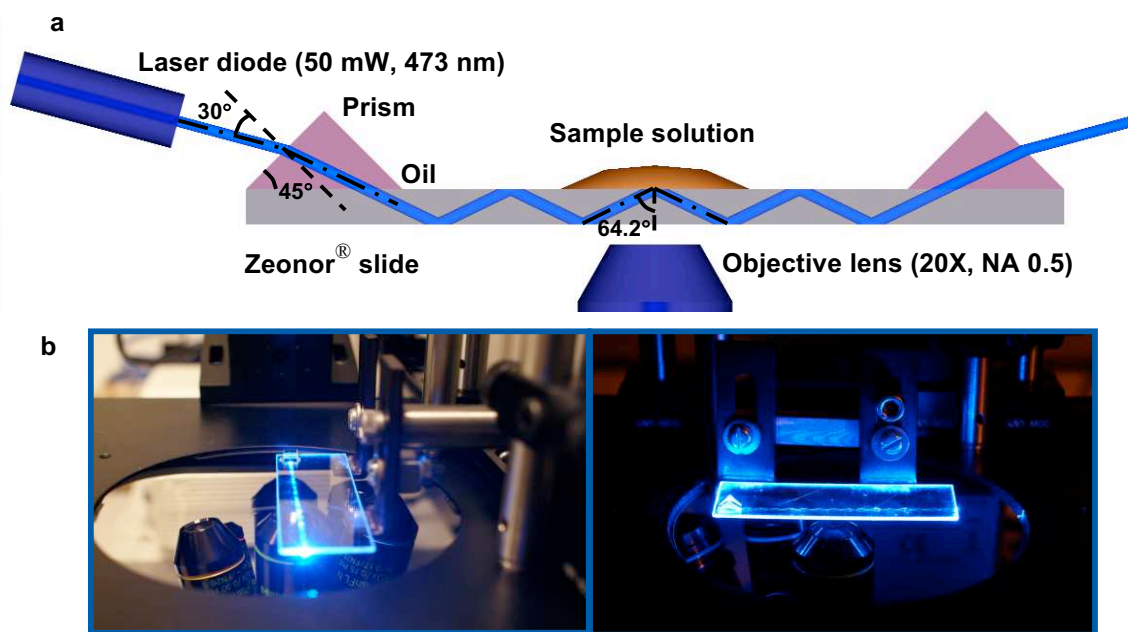 a
Laser diode (50 mW, 473 nm)
30°
Prism
Sample solution
Oil
45°
64.2°
Zeonor® slide
Objective lens (20X, NA 0.5)
b